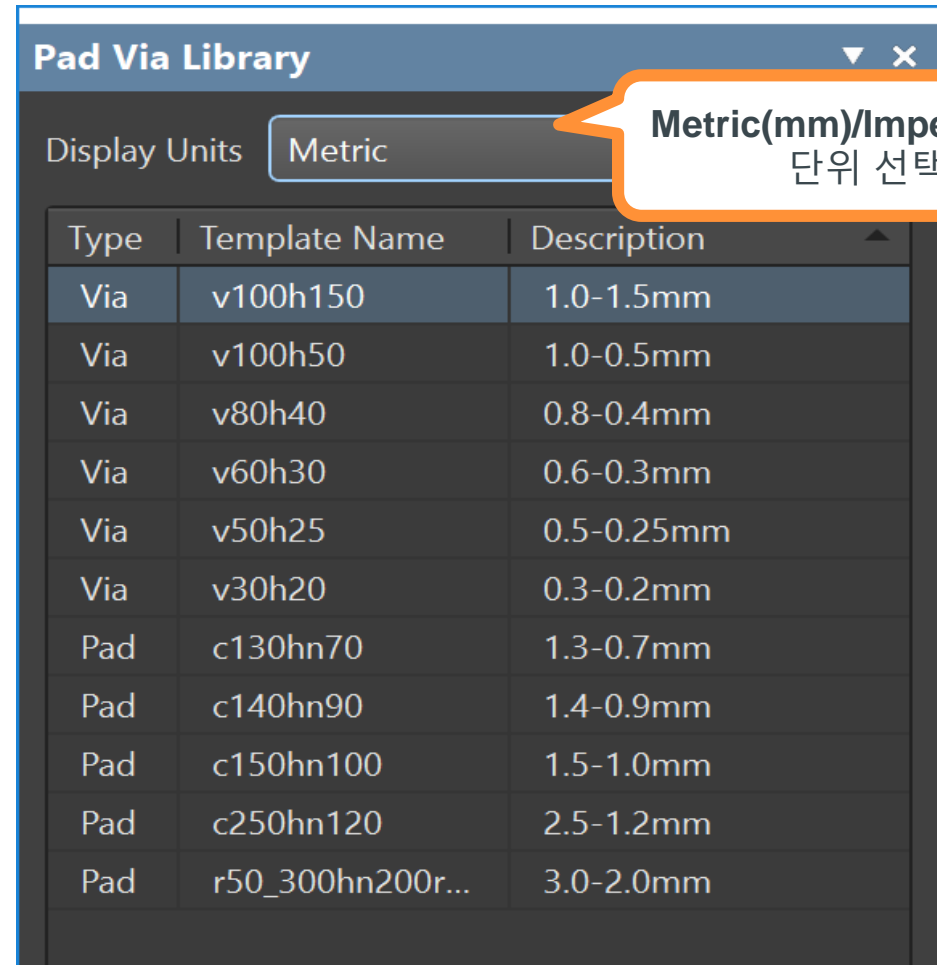 Pad Via Library
Display Units Metric
Metric(mm)/Impe
단위 선택
Type Template Name Description
Via v100h150 1.0-1.5mm
Via v100h50 1.0-0.5mm
Via v80h40 0.8-0.4mm
Via v60h30 0.6-0.3mm
Via v50h25 0.5-0.25mm
Via v30h20 0.3-0.2mm
Pad c130hn70 1.3-0.7mm
Pad c140hn90 1.4-0.9mm
Pad c150hn100 1.5-1.0mm
Pad c250hn120 2.5-1.2mm
Pad r50_300hn200r... 3.0-2.0mm